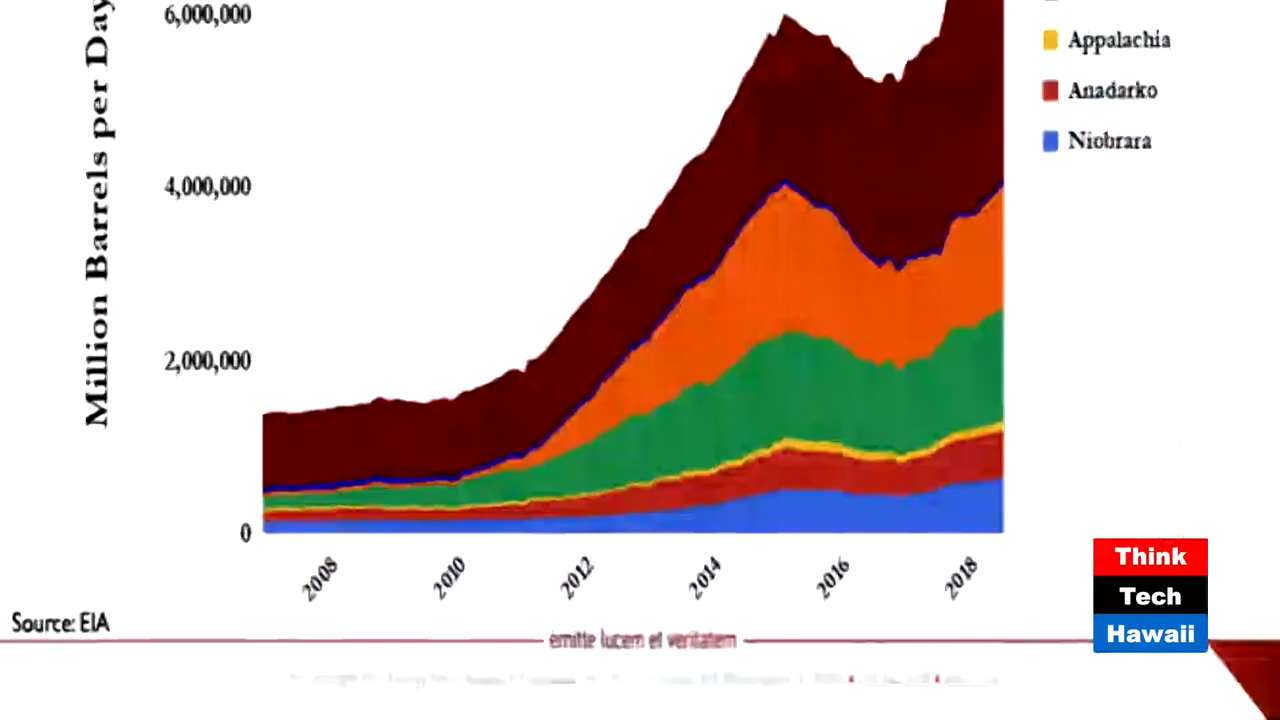 6,000,000
4,000,000
2,000,000
0
Million Barrels per Day
2008
2010
2012
2014
2016
2018
Appalachia
Anadarko
Niobrara
Source: EIA
emitte lucem et veritatem
Think
Tech
Hawaii